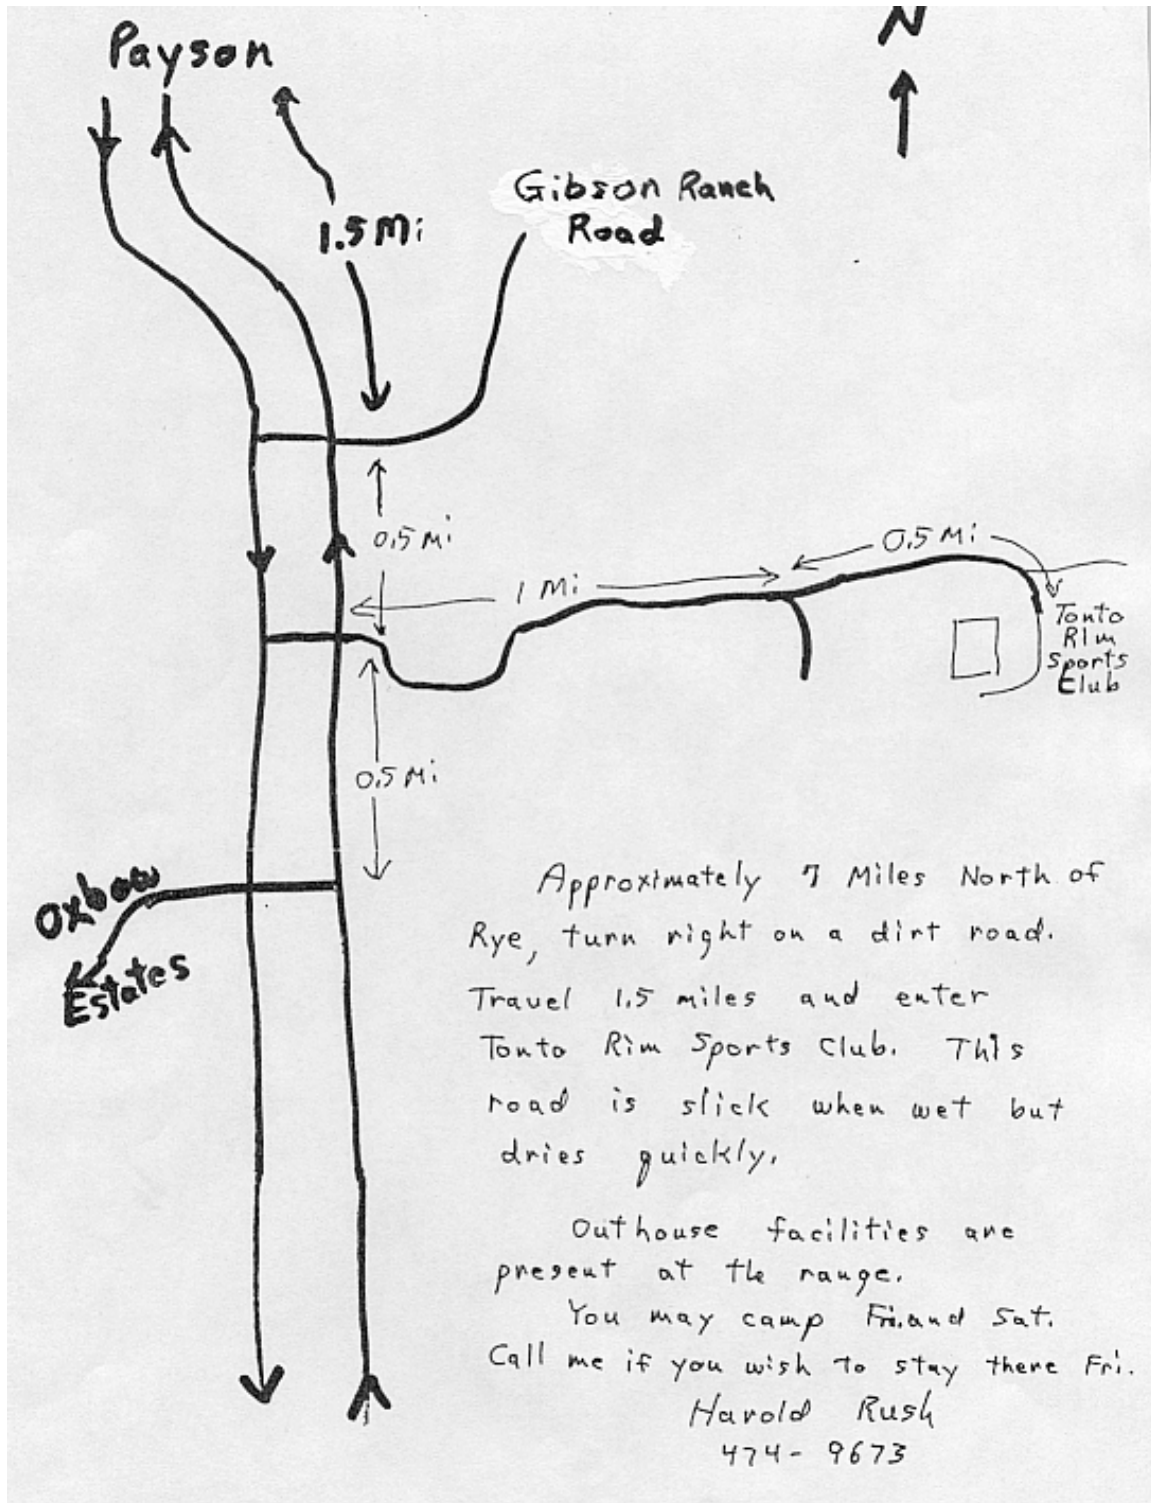 N
Payson
1.5 Mi
Gibson Ranch
Road
0.5 Mi
0.5 Mi
1 Mi
Tonto
Rim
Sports
Club
0.5 Mi
Oxbow
Estates
Approximately 7 Miles North of
Rye, turn right on a dirt road.
Travel 1.5 miles and enter
Tonto Rim Sports Club. This
road is slick when wet but
dries quickly.
Outhouse facilities are
present at the range.
You may camp Fri. and Sat.
Call me if you wish to stay there Fri.
Harold Rush
474-9673